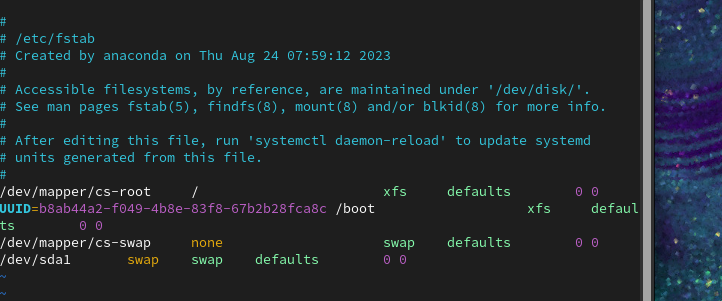 #
# /etc/fstab
# Created by anaconda on Thu Aug 24 07:59:12 2023
#
# Accessible filesystems, by reference, are maintained under '/dev/disk/'.
# See man pages fstab(5), findfs(8), mount(8) and/or blkid(8) for more info.
#
# After editing this file, run 'systemctl daemon-reload' to update systemd
# units generated from this file.
#
/dev/mapper/cs-root     /                       xfs     defaults        0 0
UUID=b8ab44a2-f049-4b8e-83f8-67b2b28fca8c /boot                   xfs     defaul
ts        0 0
/dev/mapper/cs-swap     none                    swap    defaults        0 0
/dev/sda1       swap    swap    defaults        0 0
~
~